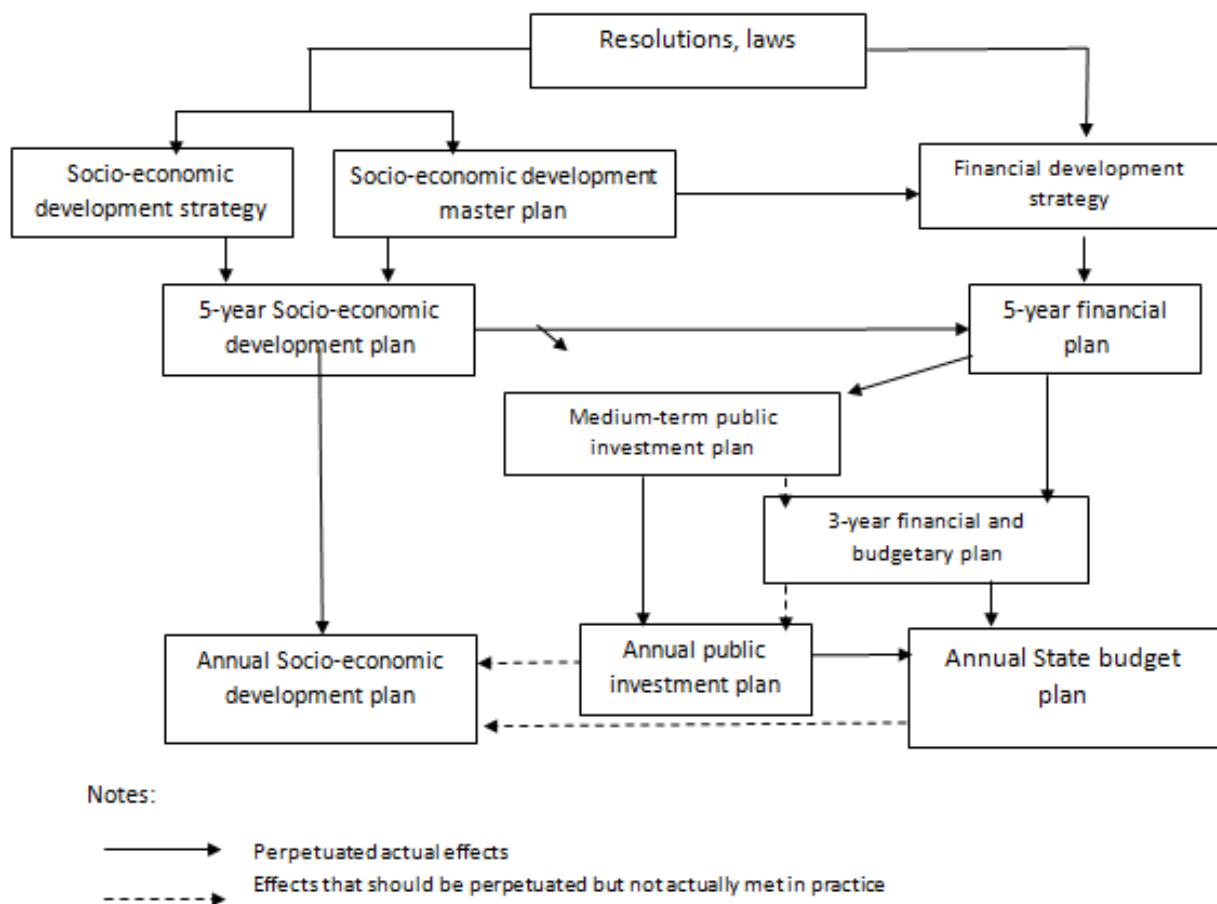 Resolutions, laws
Socio-economic
development strategy
Socio-economic development
master plan
Financial development
strategy
5-year Socio-economic
development plan
5-year financial
plan
Medium-term public
investment plan
3-year financial and
budgetary plan
Annual Socio-economic
development plan
Annual public
investment plan
Annual State budget
plan
Notes:
Perpetuated actual effects
Effects that should be perpetuated but not actually met in practice